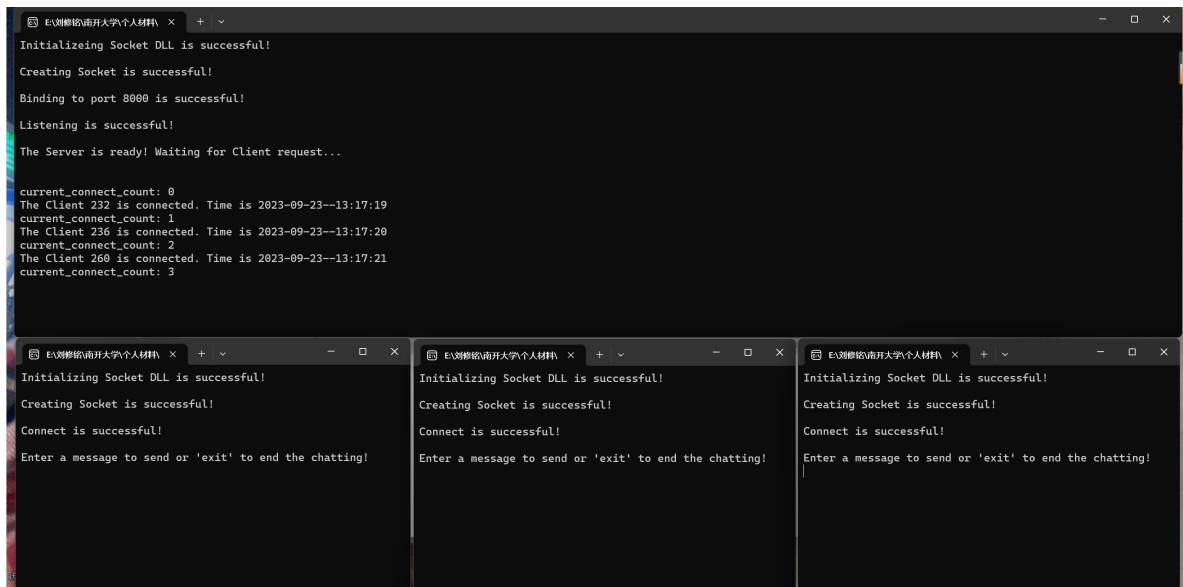 E:\刘修铭\南开大学\个人材料\
Initializeing Socket DLL is successful!
Creating Socket is successful!
Binding to port 8000 is successful!
Listening is successful!
The Server is ready! Waiting for Client request...
current_connect_count: 0
The Client 232 is connected. Time is 2023-09-23--13:17:19
current_connect_count: 1
The Client 236 is connected. Time is 2023-09-23--13:17:20
current_connect_count: 2
The Client 260 is connected. Time is 2023-09-23--13:17:21
current_connect_count: 3
E:\刘修铭\南开大学\个人材料\
Initializing Socket DLL is successful!
Creating Socket is successful!
Connect is successful!
Enter a message to send or 'exit' to end the chatting!
E:\刘修铭\南开大学\个人材料\
Initializing Socket DLL is successful!
Creating Socket is successful!
Connect is successful!
Enter a message to send or 'exit' to end the chatting!
E:\刘修铭\南开大学\个人材料\
Initializing Socket DLL is successful!
Creating Socket is successful!
Connect is successful!
Enter a message to send or 'exit' to end the chatting!